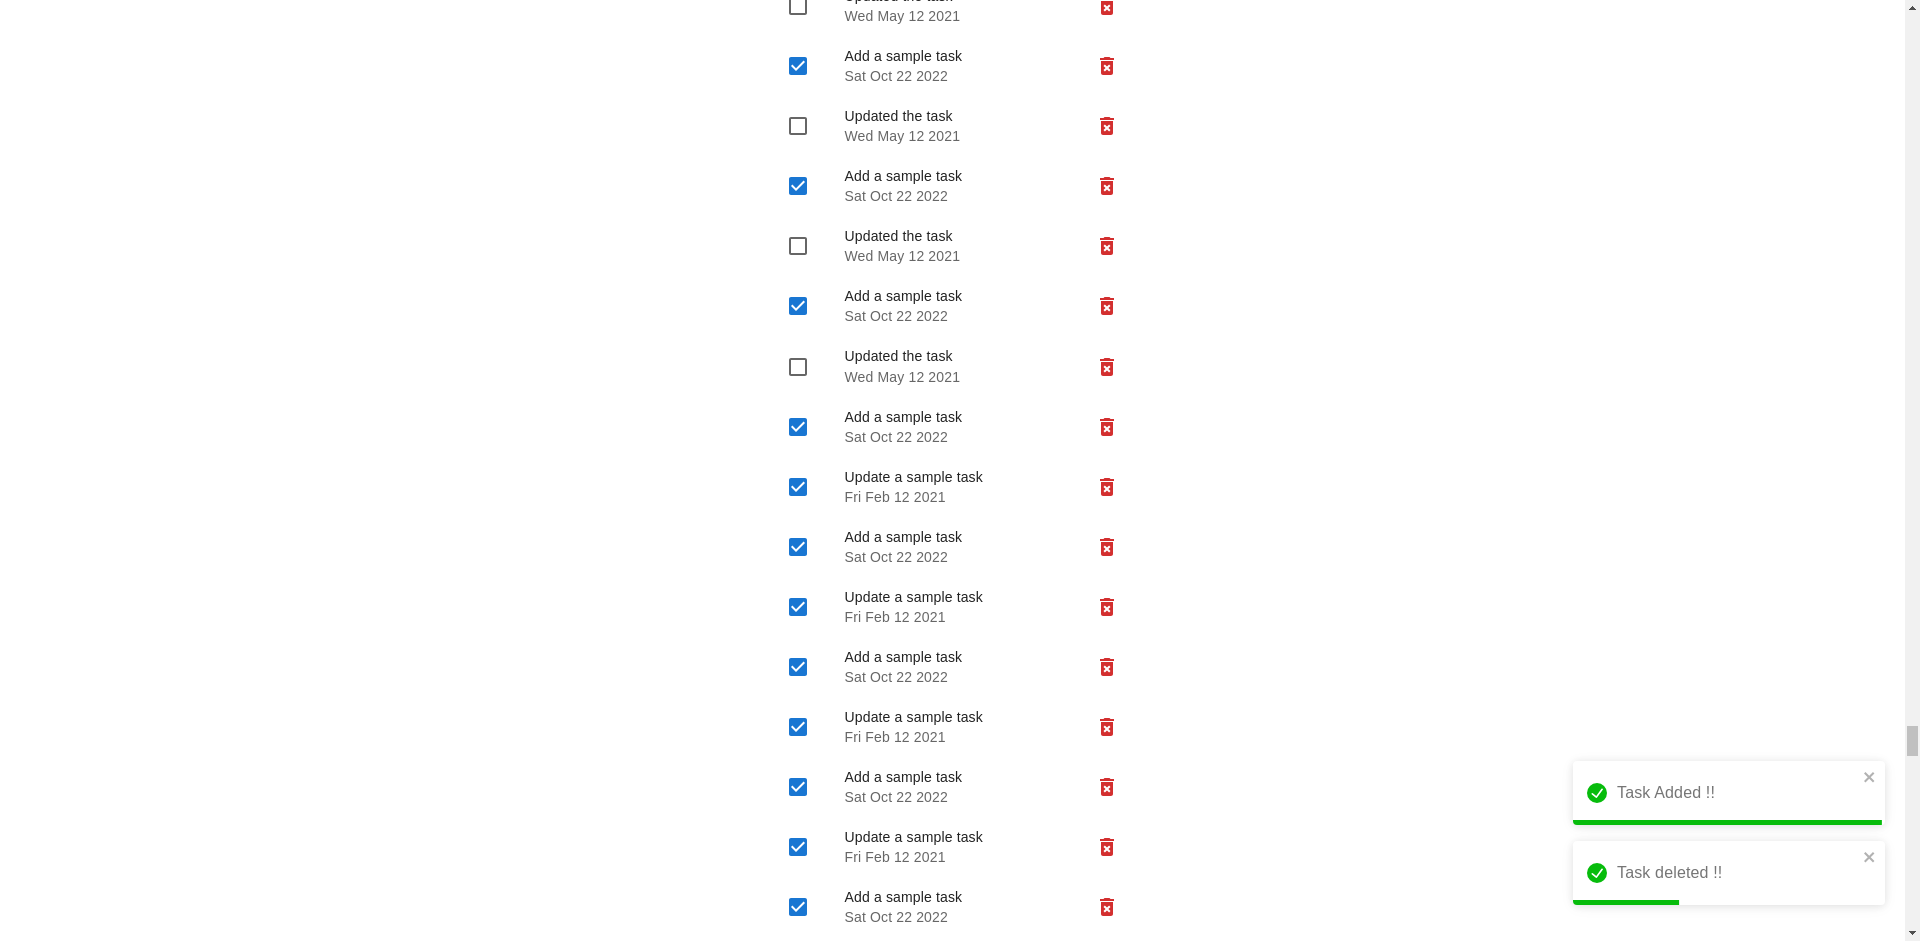 Updated the task
Wed May 12 2021
Add a sample task
Sat Oct 22 2022
Updated the task
Wed May 12 2021
Add a sample task
Sat Oct 22 2022
Updated the task
Wed May 12 2021
Add a sample task
Sat Oct 22 2022
Updated the task
Wed May 12 2021
Add a sample task
Sat Oct 22 2022
Update a sample task
Fri Feb 12 2021
Add a sample task
Sat Oct 22 2022
Update a sample task
Fri Feb 12 2021
Add a sample task
Sat Oct 22 2022
Update a sample task
Fri Feb 12 2021
Add a sample task
Sat Oct 22 2022
Update a sample task
Fri Feb 12 2021
Add a sample task
Sat Oct 22 2022
Task Added !!
Task deleted !!